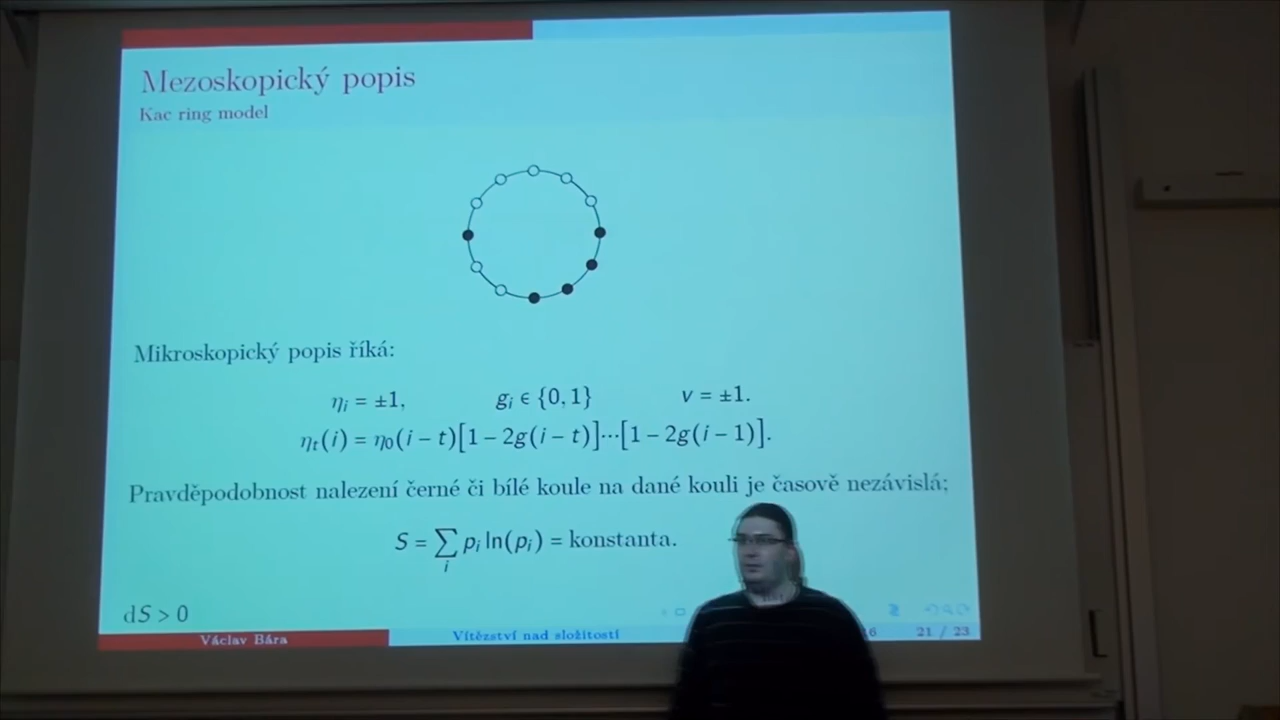 Mezoskopický popis
Kac ring model
Mikroskopický popis říká:
ηᵢ = ±1, gᵢ ∈ {0, 1} v = ±1.
ηₜ(i) = η₀(i − t)[1 − 2g(i − t)]···[1 − 2g(i − 1)].
Pravděpodobnost nalezení černé či bílé koule na dané kouli je časově nezávislá;
S = ∑ᵢ pᵢ ln(pᵢ) = konstanta.
dS > 0
Václav Bára Vítězství nad složitostí 21 / 23